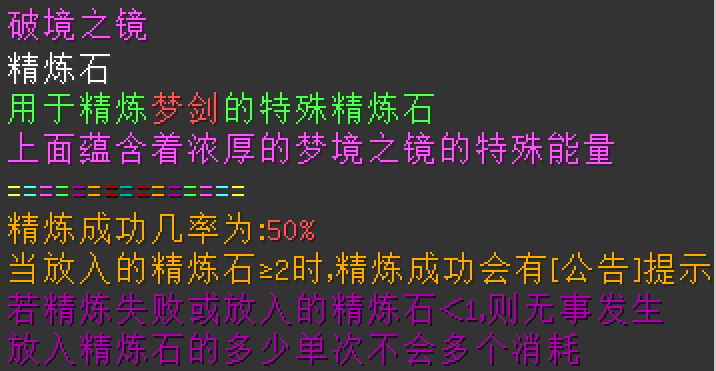 破境之镜
精炼石
用于精炼梦剑的特殊精炼石
上面蕴含着浓厚的梦境之镜的特殊能量
===============
精炼成功几率为:50%
当放入的精炼石≥2时,精炼成功会有[公告]提示
若精炼失败或放入的精炼石<1,则无事发生
放入精炼石的多少单次不会多个消耗